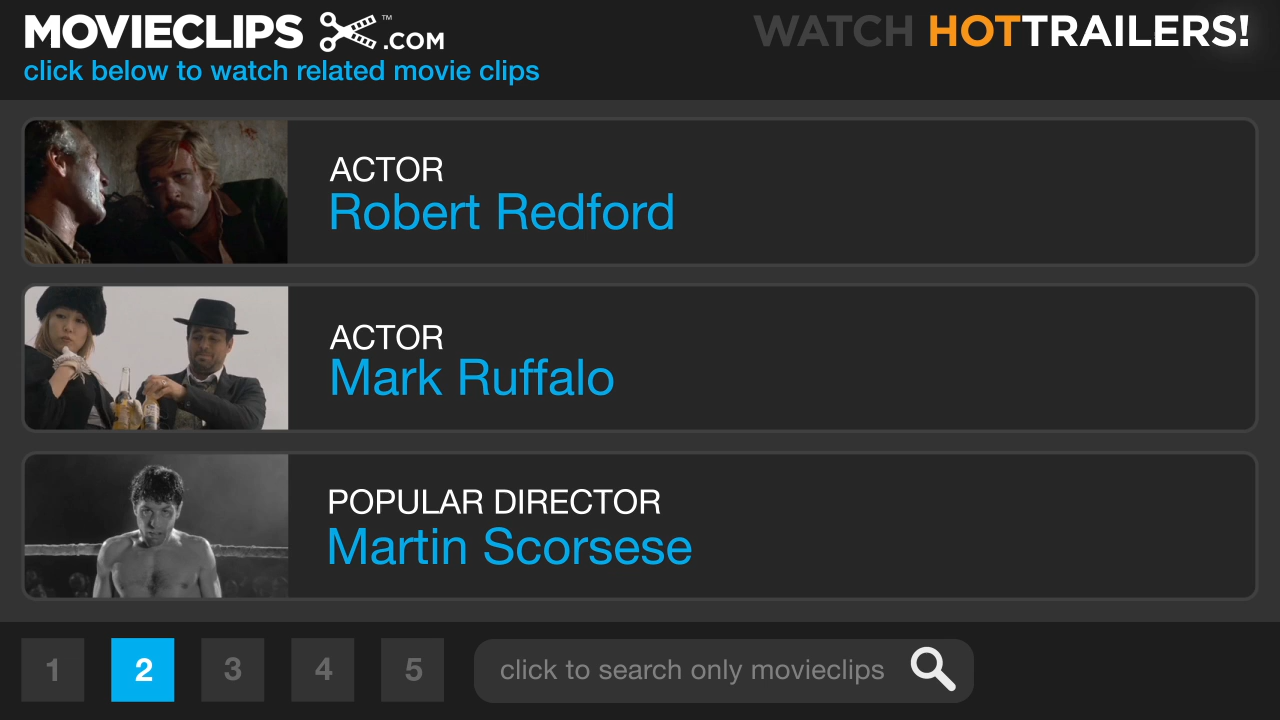 MOVIECLIPS ™ .COM
WATCH HOTTRAILERS!
click below to watch related movie clips
ACTOR
Robert Redford
ACTOR
Mark Ruffalo
POPULAR DIRECTOR
Martin Scorsese
1 2 3 4 5 click to search only movieclips